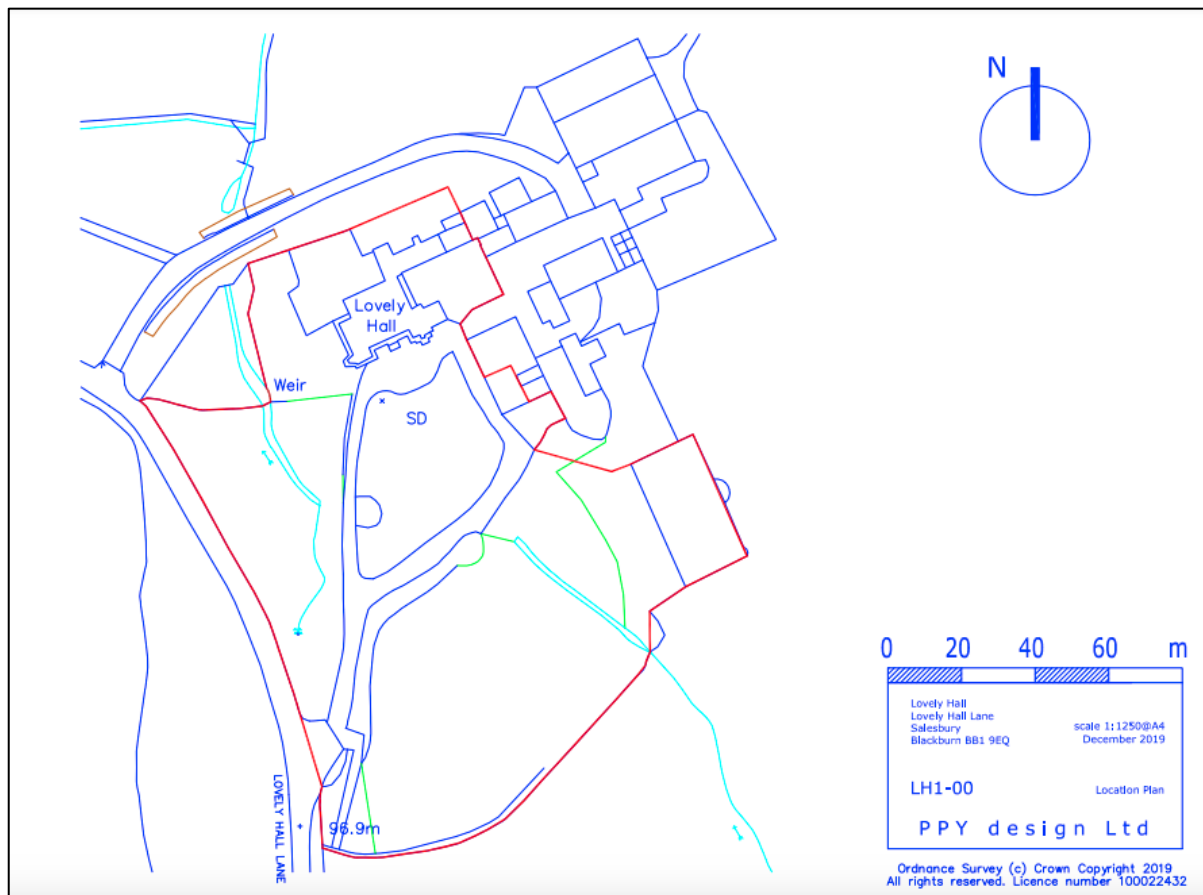 N
Lovely
Hall
Weir
SD
LOVELY HALL LANE
96.9m
0 20 40 60 m
Lovely Hall
Lovely Hall Lane
Salesbury
Blackburn BB1 9EQ
scale 1:1250@A4
December 2019
LH1-00
Location Plan
PPY design Ltd
Ordnance Survey (c) Crown Copyright 2019
All rights reserved. Licence number 100022432